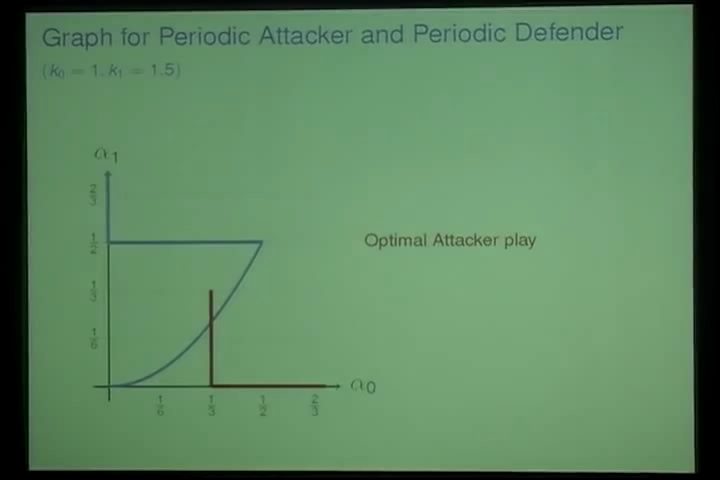 Graph for Periodic Attacker and Periodic Defender
(k₀ = 1, k₁ = 1.5)
α₁
2/3
1/2
Optimal Attacker play
1/3
1/6
α₀
1/6 1/3 1/2 2/3